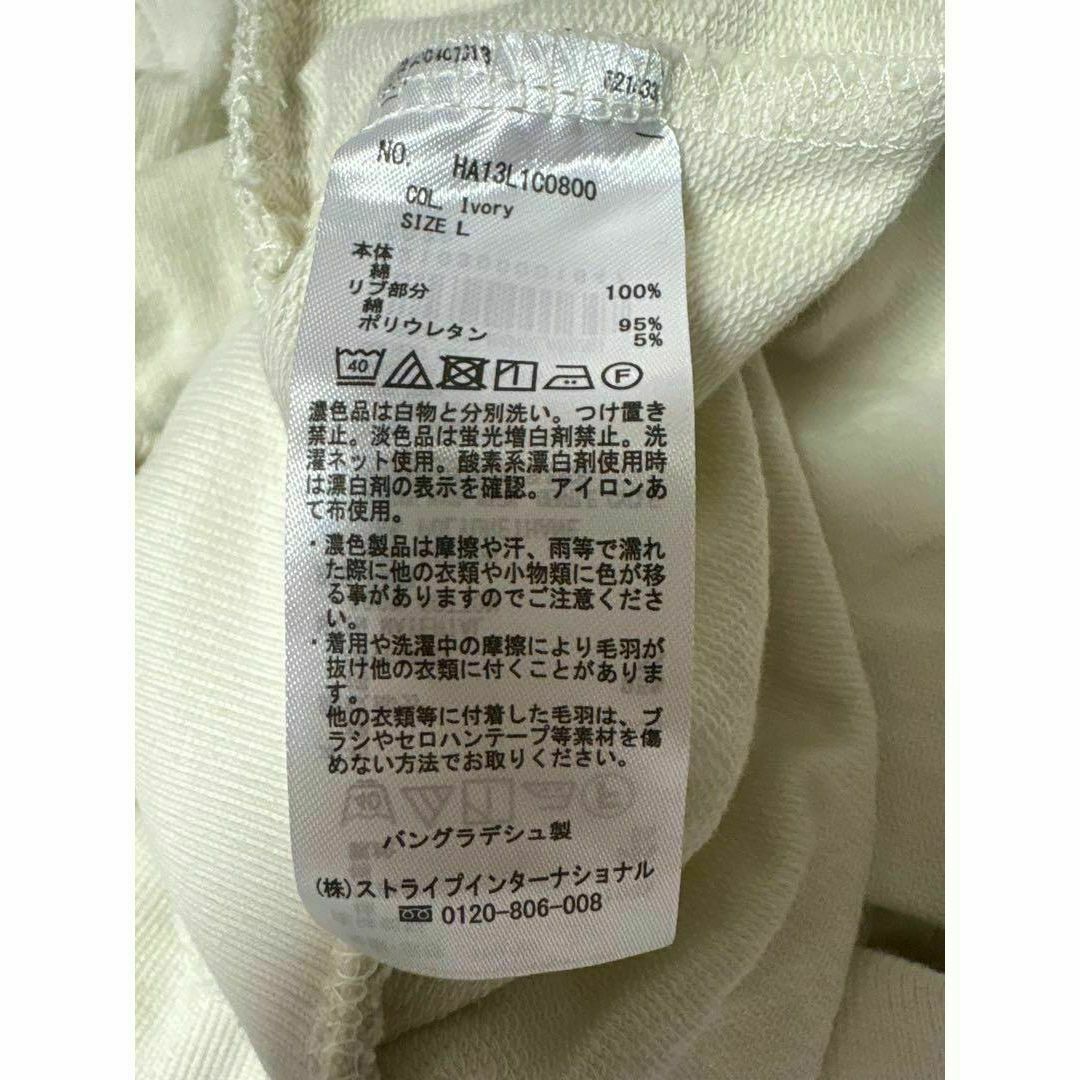 NO. HA13L1C0800
COL. Ivory
SIZE L
本体
綿 100%
リブ部分
綿 95%
ポリウレタン 5%
40 F
濃色品は白物と分別洗い。つけ置き
禁止。淡色品は蛍光増白剤禁止。洗
濯ネット使用。酸素系漂白剤使用時
は漂白剤の表示を確認。アイロンあ
て布使用。
・濃色製品は摩擦や汗、雨等で濡れ
た際に他の衣類や小物類に色が移
る事がありますのでご注意くださ
い。
・着用や洗濯中の摩擦により毛羽が
抜け他の衣類に付くことがありま
す。
他の衣類等に付着した毛羽は、ブ
ラシやセロハンテープ等素材を傷
めない方法でお取りください。
バングラデシュ製
(株)ストライプインターナショナル
0120-806-008